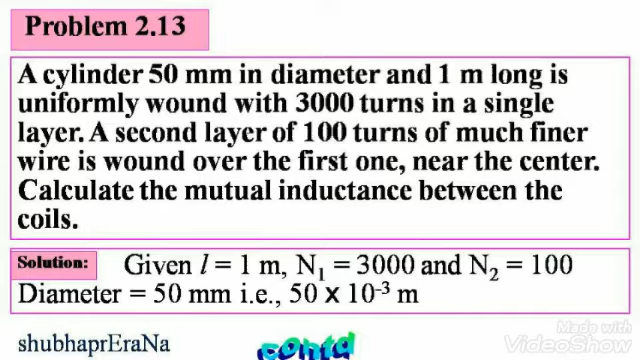 Problem 2.13
A cylinder 50 mm in diameter and 1 m long is
uniformly wound with 3000 turns in a single
layer. A second layer of 100 turns of much finer
wire is wound over the first one, near the center.
Calculate the mutual inductance between the
coils.
Solution: Given l = 1 m, N₁ = 3000 and N₂ = 100
Diameter = 50 mm i.e., 50 x 10⁻³ m
shubhaprEraNa
contd
Made with
VideoShow